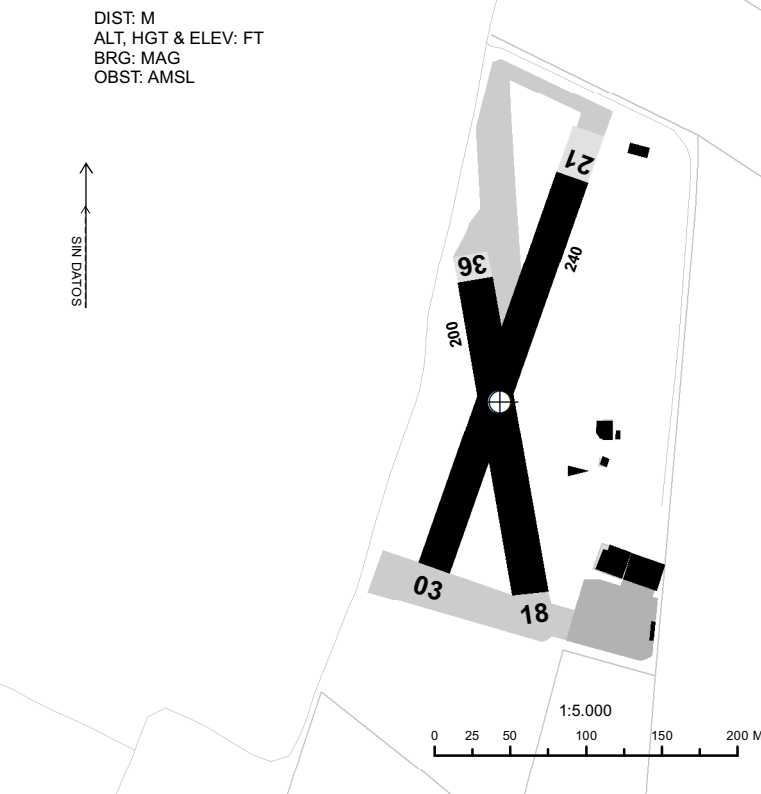 DIST: M
ALT, HGT & ELEV: FT
BRG: MAG
OBST: AMSL
21
SIN DATOS
36
240
200
03
18
1:5.000
0 25 50 100 150 200 M